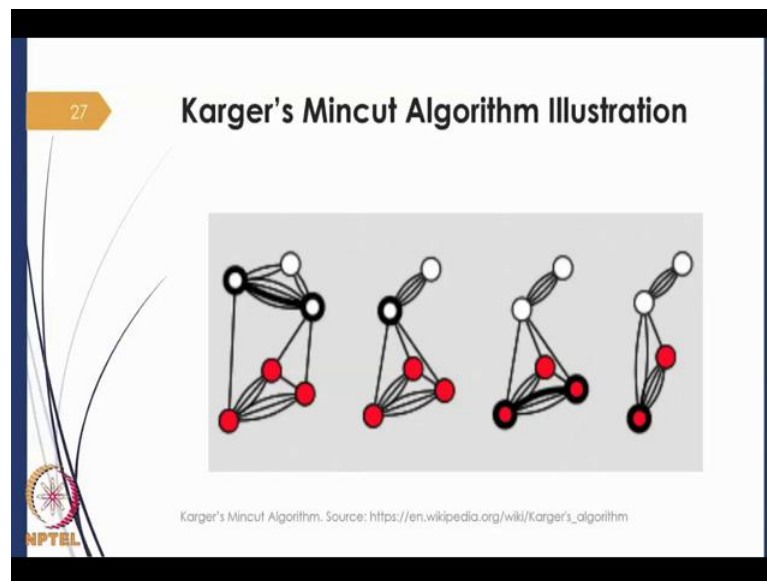 27
Karger's Mincut Algorithm Illustration
Karger's Mincut Algorithm. Source: https://en.wikipedia.org/wiki/Karger's_algorithm
NPTEL